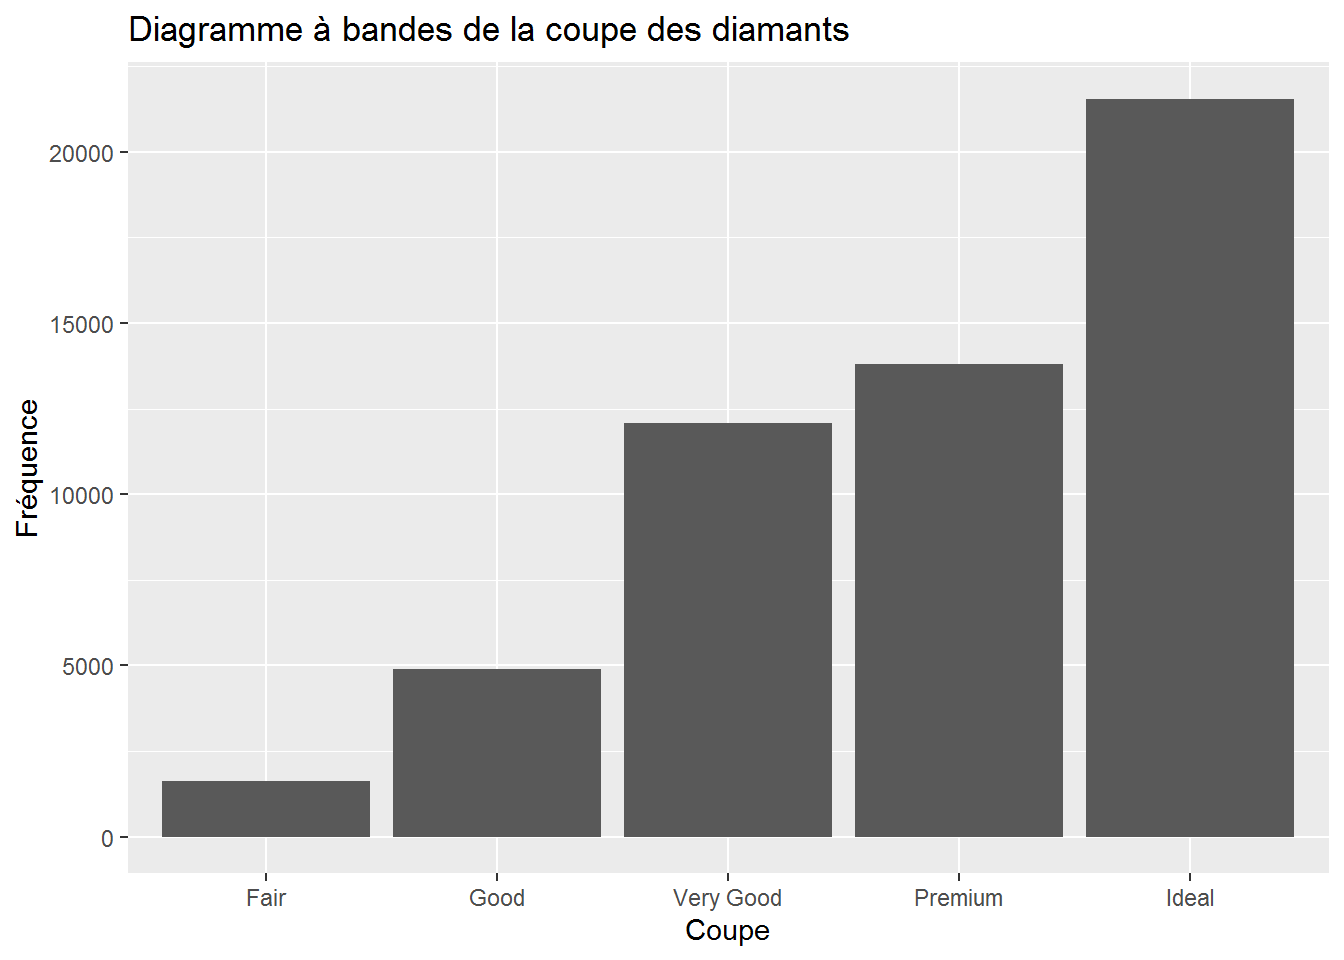 Diagramme à bandes de la coupe des diamants
Fréquence
20000
15000
10000
5000
0
Fair Good Very Good Premium Ideal
Coupe